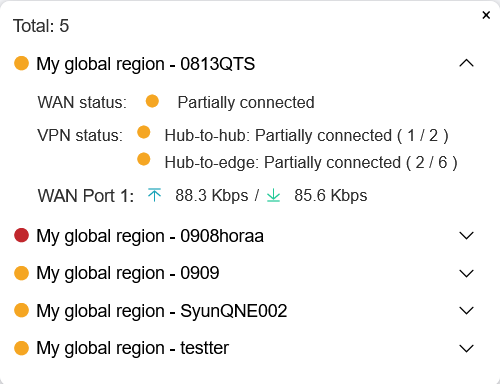 Total: 5
My global region - 0813QTS
WAN status: Partially connected
VPN status: Hub-to-hub: Partially connected ( 1 / 2 )
Hub-to-edge: Partially connected ( 2 / 6 )
WAN Port 1: 88.3 Kbps / 85.6 Kbps
My global region - 0908horaa
My global region - 0909
My global region - SyunQNE002
My global region - testter